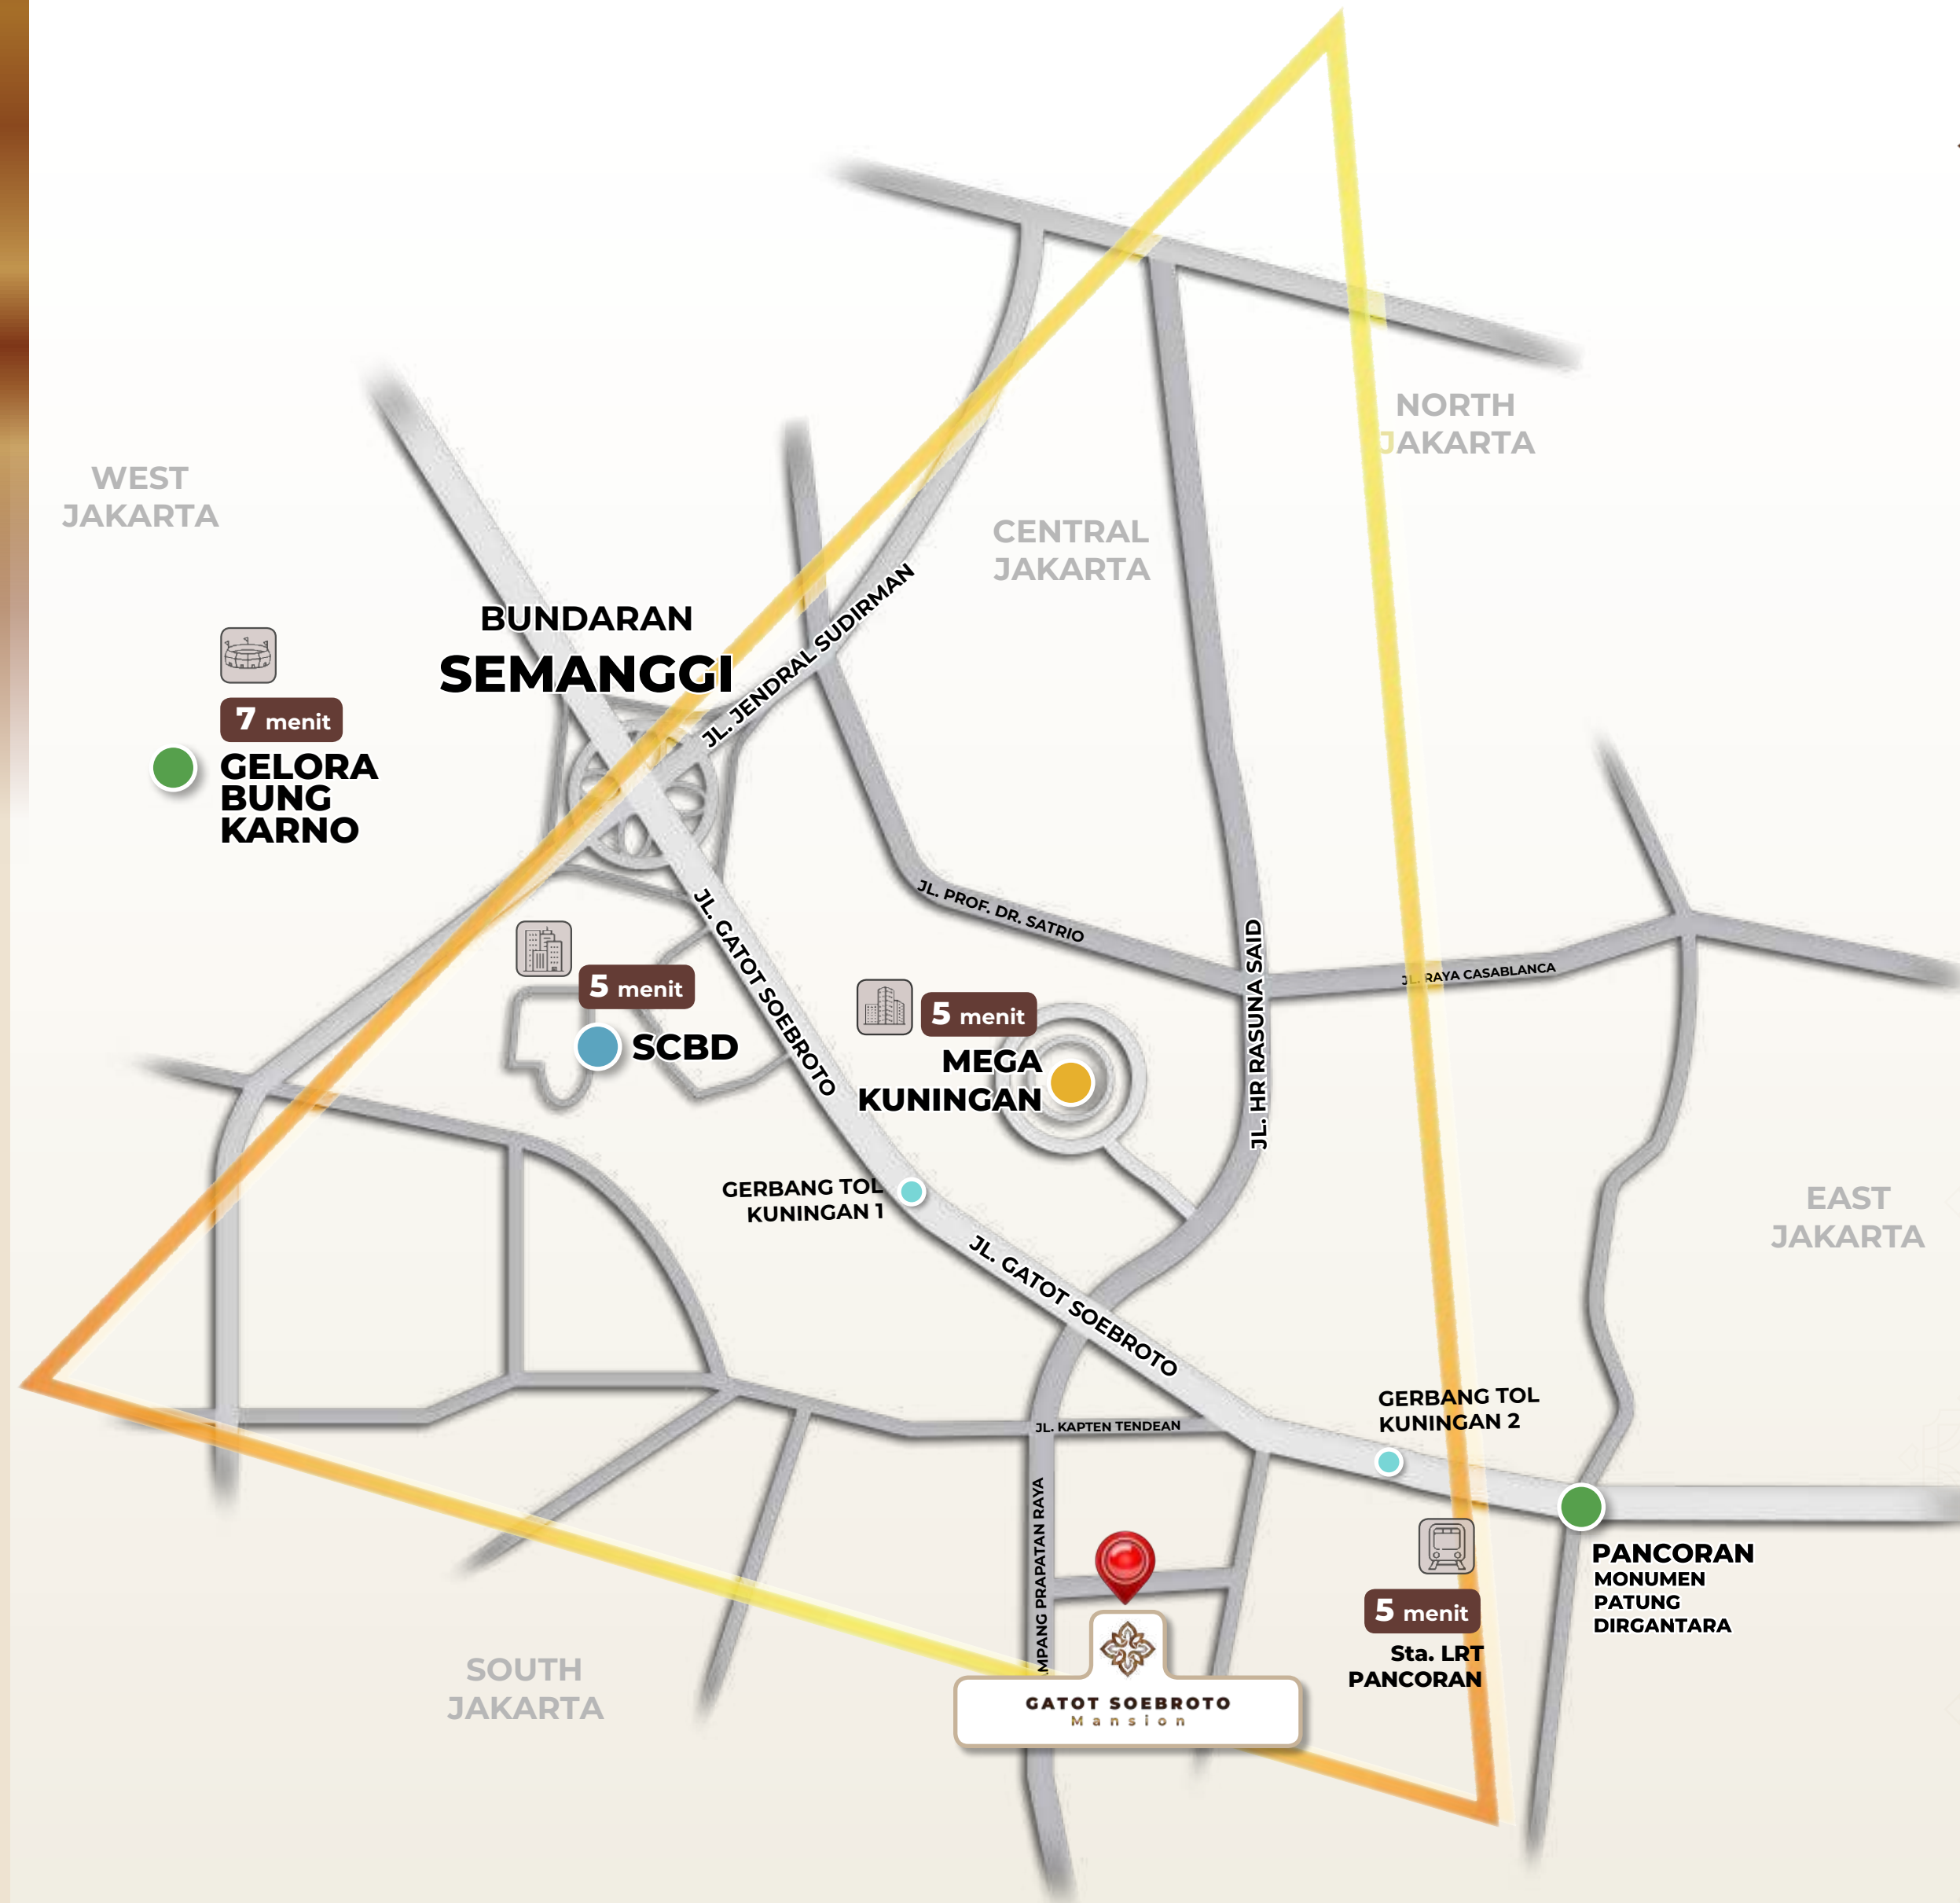 NORTH
JAKARTA
WEST
JAKARTA
CENTRAL
JAKARTA
BUNDARAN
SEMANGGI
JL. JENDRAL SUDIRMAN
7 menit
GELORA
BUNG
KARNO
JL. GATOT SOEBROTO
JL. PROF. DR. SATRIO
JL. HR RASUNA SAID
JL. RAYA CASABLANCA
5 menit
SCBD
5 menit
MEGA
KUNINGAN
GERBANG TOL
KUNINGAN 1
EAST
JAKARTA
JL. GATOT SOEBROTO
GERBANG TOL
KUNINGAN 2
JL. KAPTEN TENDEAN
MPANG PRAPATAN RAYA
PANCORAN
MONUMEN
PATUNG
DIRGANTARA
5 menit
Sta. LRT
PANCORAN
SOUTH
JAKARTA
GATOT SOEBROTO
Mansion